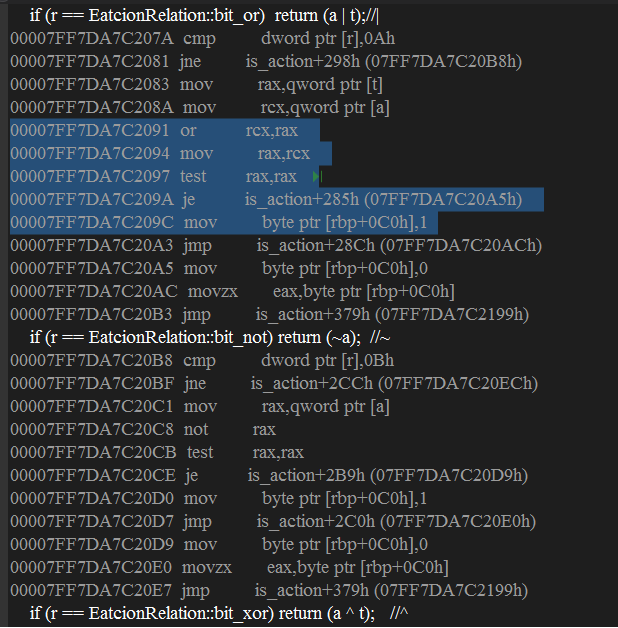 if (r == EatcionRelation::bit_or)  return (a | t);//|
00007FF7DA7C207A  cmp  dword ptr [r],0Ah
00007FF7DA7C2081  jne  is_action+298h (07FF7DA7C20B8h)
00007FF7DA7C2083  mov  rax,qword ptr [t]
00007FF7DA7C208A  mov  rcx,qword ptr [a]
00007FF7DA7C2091  or  rcx,rax
00007FF7DA7C2094  mov  rax,rcx
00007FF7DA7C2097  test  rax,rax
00007FF7DA7C209A  je  is_action+285h (07FF7DA7C20A5h)
00007FF7DA7C209C  mov  byte ptr [rbp+0C0h],1
00007FF7DA7C20A3  jmp  is_action+28Ch (07FF7DA7C20ACh)
00007FF7DA7C20A5  mov  byte ptr [rbp+0C0h],0
00007FF7DA7C20AC  movzx  eax,byte ptr [rbp+0C0h]
00007FF7DA7C20B3  jmp  is_action+379h (07FF7DA7C2199h)
if (r == EatcionRelation::bit_not) return (~a);  //~
00007FF7DA7C20B8  cmp  dword ptr [r],0Bh
00007FF7DA7C20BF  jne  is_action+2CCh (07FF7DA7C20ECh)
00007FF7DA7C20C1  mov  rax,qword ptr [a]
00007FF7DA7C20C8  not  rax
00007FF7DA7C20CB  test  rax,rax
00007FF7DA7C20CE  je  is_action+2B9h (07FF7DA7C20D9h)
00007FF7DA7C20D0  mov  byte ptr [rbp+0C0h],1
00007FF7DA7C20D7  jmp  is_action+2C0h (07FF7DA7C20E0h)
00007FF7DA7C20D9  mov  byte ptr [rbp+0C0h],0
00007FF7DA7C20E0  movzx  eax,byte ptr [rbp+0C0h]
00007FF7DA7C20E7  jmp  is_action+379h (07FF7DA7C2199h)
if (r == EatcionRelation::bit_xor) return (a ^ t);   //^